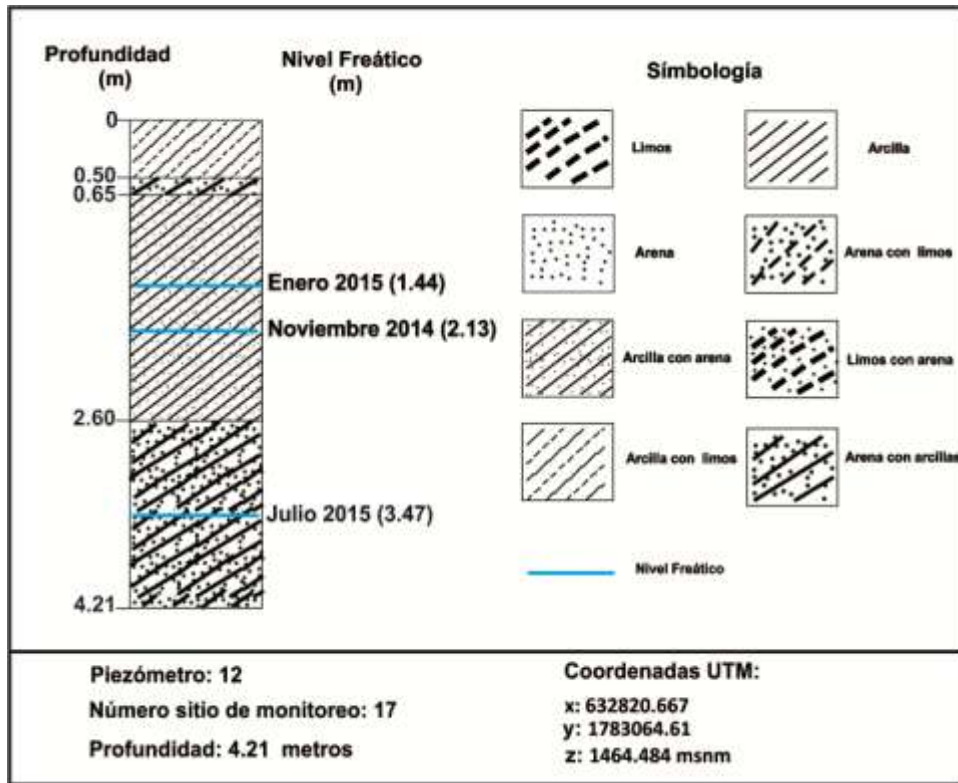 Profundidad
(m)
Nivel Freático
(m)
Símbología
0
0.50
0.65
Enero 2015 (1.44)
Noviembre 2014 (2.13)
2.60
Julio 2015 (3.47)
4.21
Limos
Arcilla
Arena
Arena con limos
Arcilla con arena
Limos con arena
Arcilla con limos
Arena con arcillas
Nivel Freático
Piezómetro: 12
Número sitio de monitoreo: 17
Profundidad: 4.21 metros
Coordenadas UTM:
x: 632820.667
y: 1783064.61
z: 1464.484 msnm